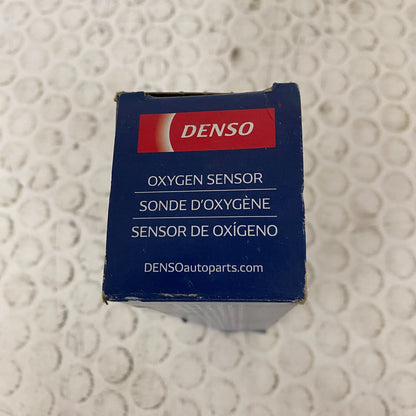 DENSO
OXYGEN SENSOR
SONDE D'OXYGÈNE
SENSOR DE OXÍGENO
DENSOautoparts.com